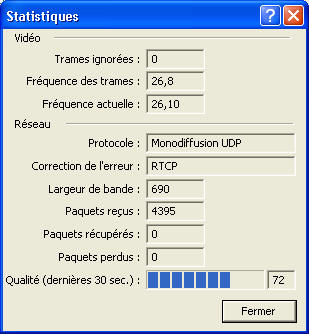 Statistiques
Vidéo
Trames ignorées : 0
Fréquence des trames : 26,8
Fréquence actuelle : 26,10
Réseau
Protocole : Monodiffusion UDP
Correction de l'erreur : RTCP
Largeur de bande : 690
Paquets reçus : 4395
Paquets récupérés : 0
Paquets perdus : 0
Qualité (dernières 30 sec.) : 72
Fermer